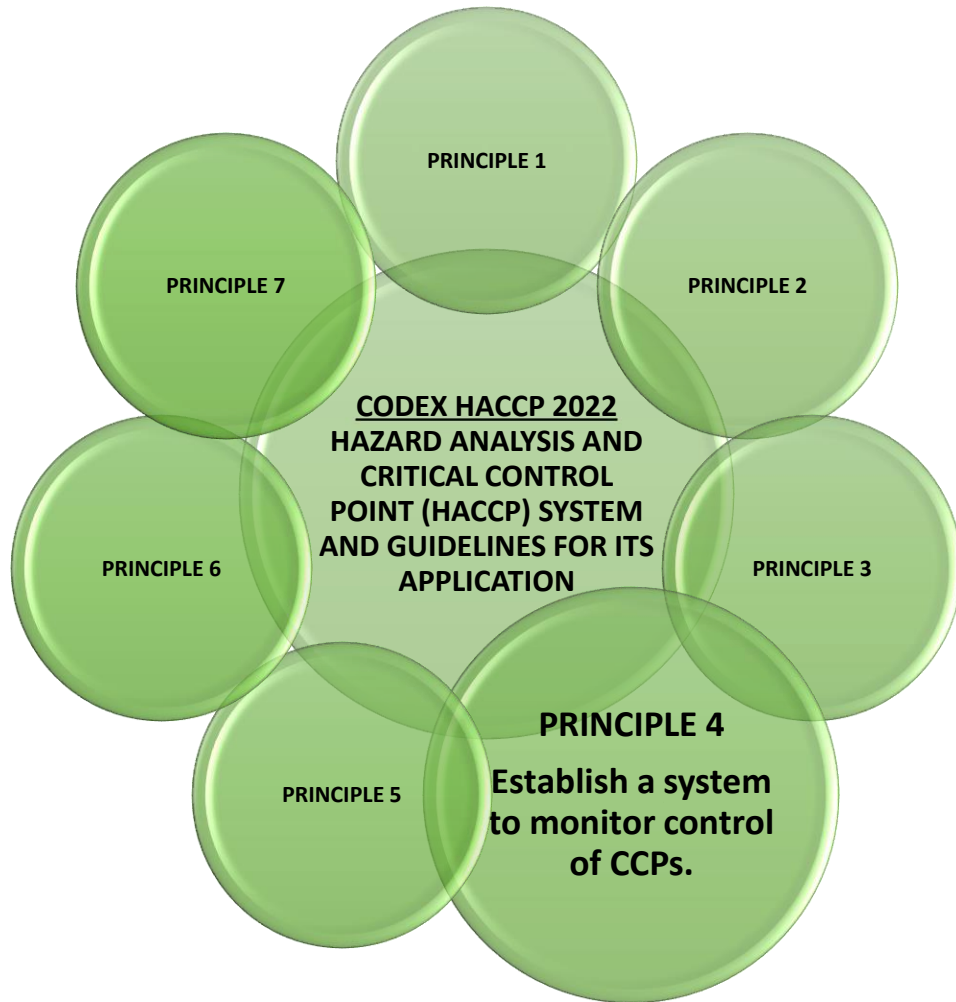 PRINCIPLE 1
PRINCIPLE 7
PRINCIPLE 2
CODEX HACCP 2022
HAZARD ANALYSIS AND
CRITICAL CONTROL
POINT (HACCP) SYSTEM
AND GUIDELINES FOR ITS
APPLICATION
PRINCIPLE 6
PRINCIPLE 3
PRINCIPLE 4
Establish a system
to monitor control
of CCPs.
PRINCIPLE 5